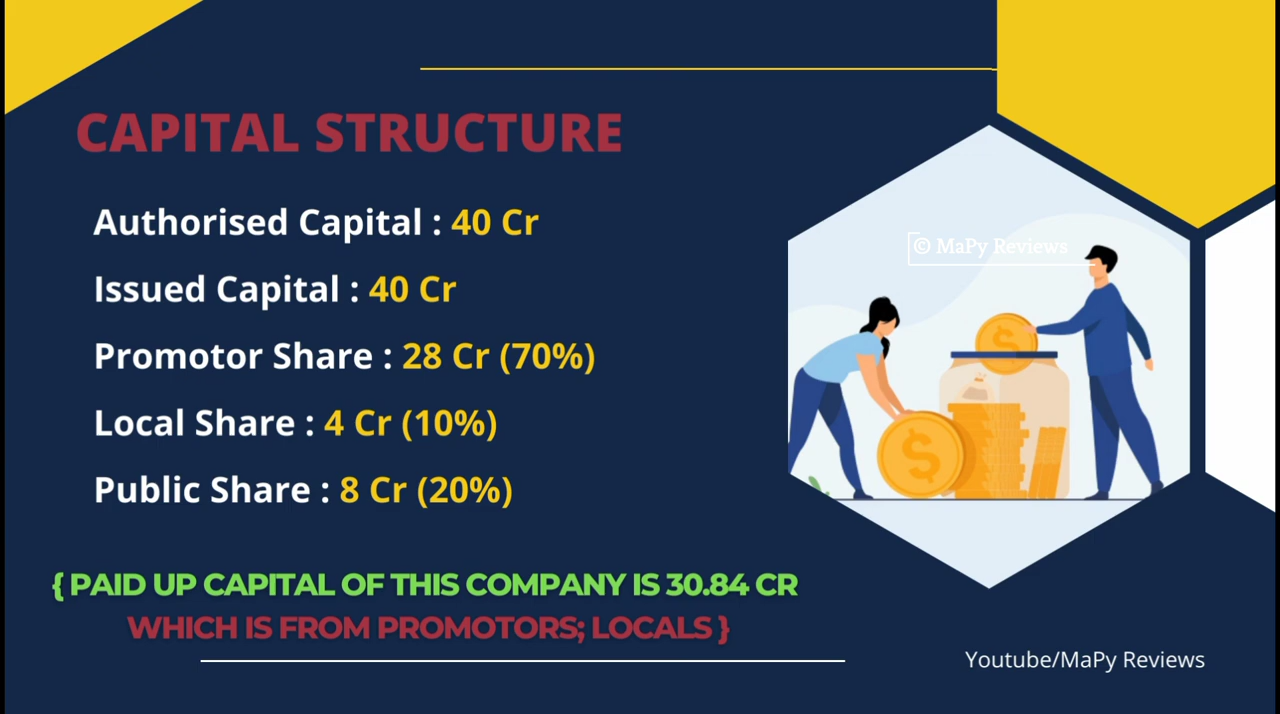 CAPITAL STRUCTURE
Authorised Capital : 40 Cr
Issued Capital : 40 Cr
Promotor Share : 28 Cr (70%)
Local Share : 4 Cr (10%)
Public Share : 8 Cr (20%)
{ PAID UP CAPITAL OF THIS COMPANY IS 30.84 CR
WHICH IS FROM PROMOTORS; LOCALS }
© MaPy Reviews
Youtube/MaPy Reviews